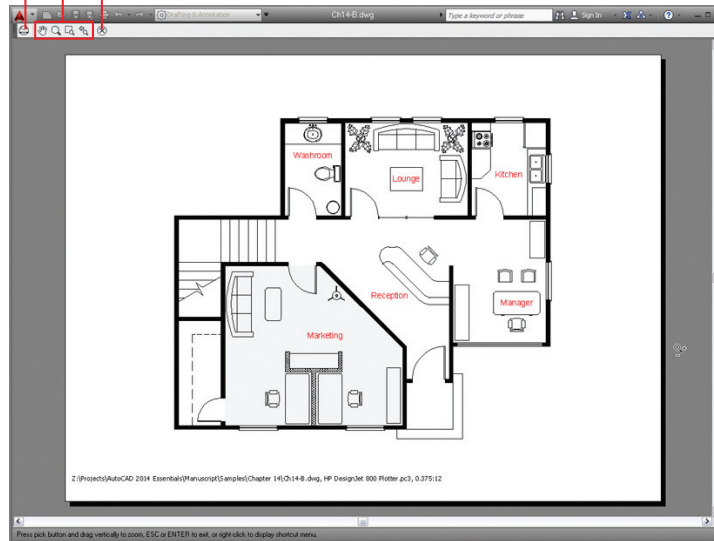 Drafting & Annotation
Ch14-B.dwg
Type a keyword or phrase
Sign In
Washroom
Lounge
Kitchen
Reception
Manager
Marketing
Z:\Projects\AutoCAD 2014 Essentials\Manuscript\Samples\Chapter 14\Ch14-B.dwg, HP DesignJet 800 Plotter.pc3, 0.375:12
Press pick button and drag vertically to zoom, ESC or ENTER to exit, or right-click to display shortcut menu.